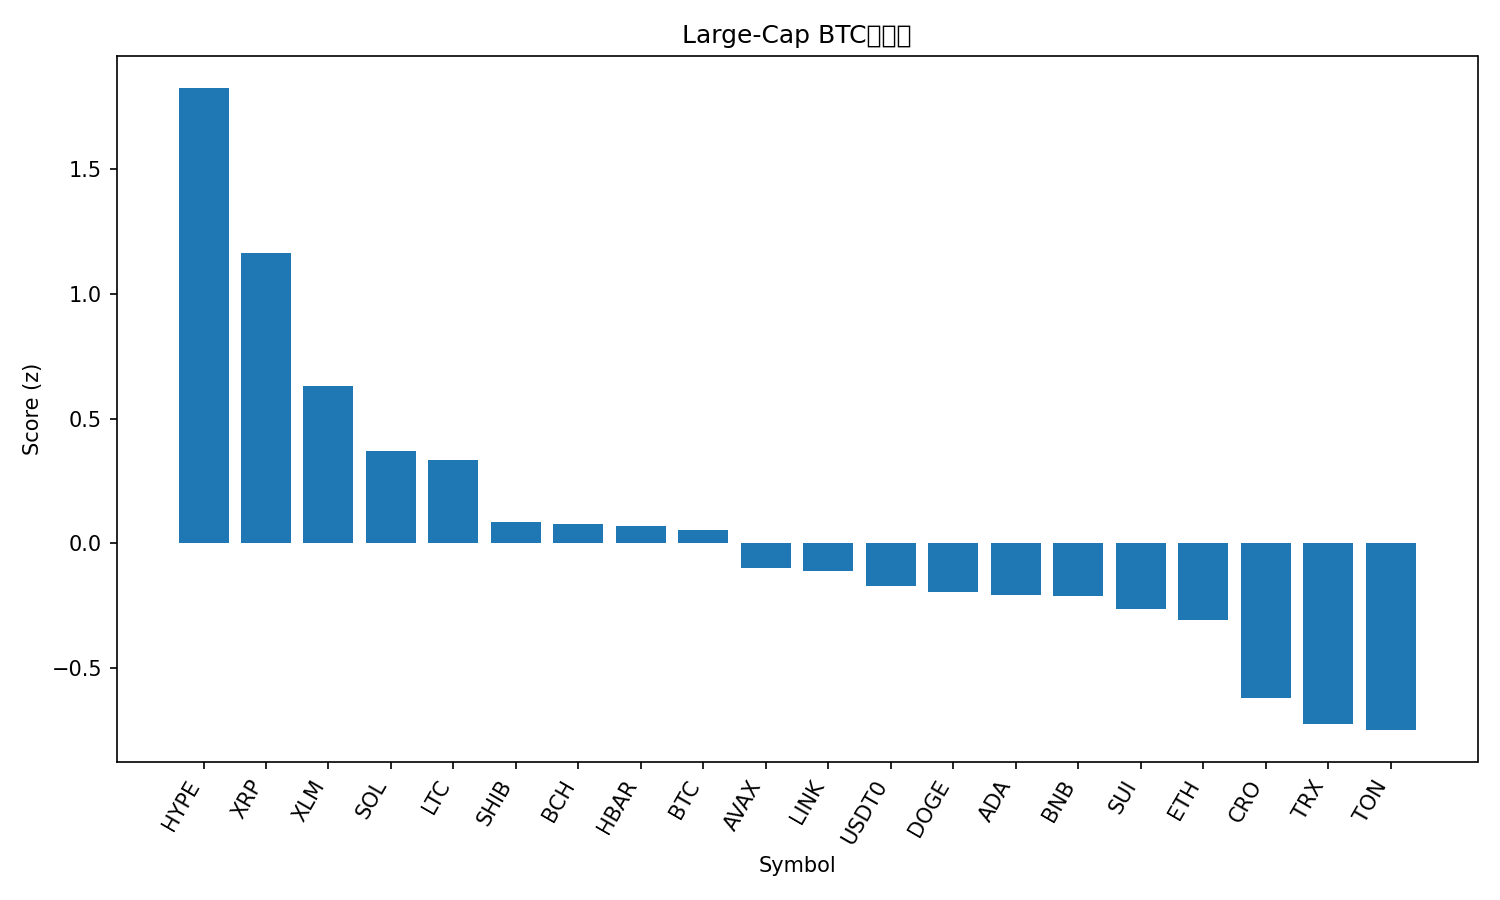 Large-Cap BTC
Score (z)
1.5
1.0
0.5
0.0
−0.5
HYPE
XRP
XLM
SOL
LTC
SHIB
BCH
HBAR
BTC
AVAX
LINK
USDT0
DOGE
ADA
BNB
SUI
ETH
CRO
TRX
TON
Symbol